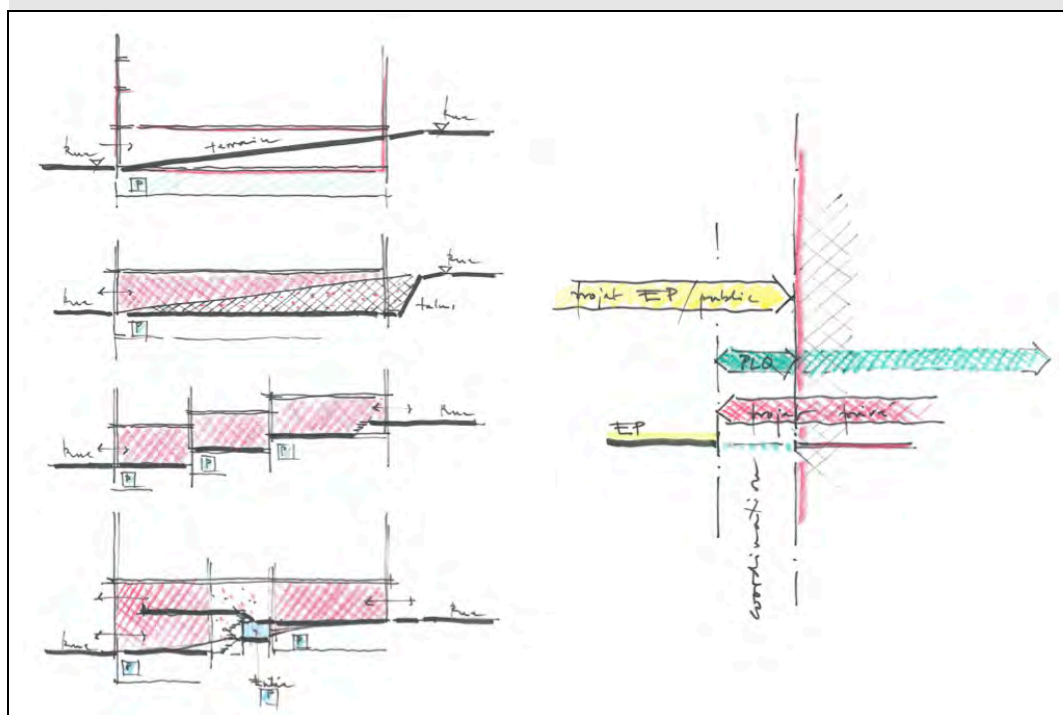 rue
rue
terrain
P
rue
rue
talus
P
rue
rue
P
P
P
rue
rue
P
P
P
projet EP/public
PLQ
projet privé
EP
coordination